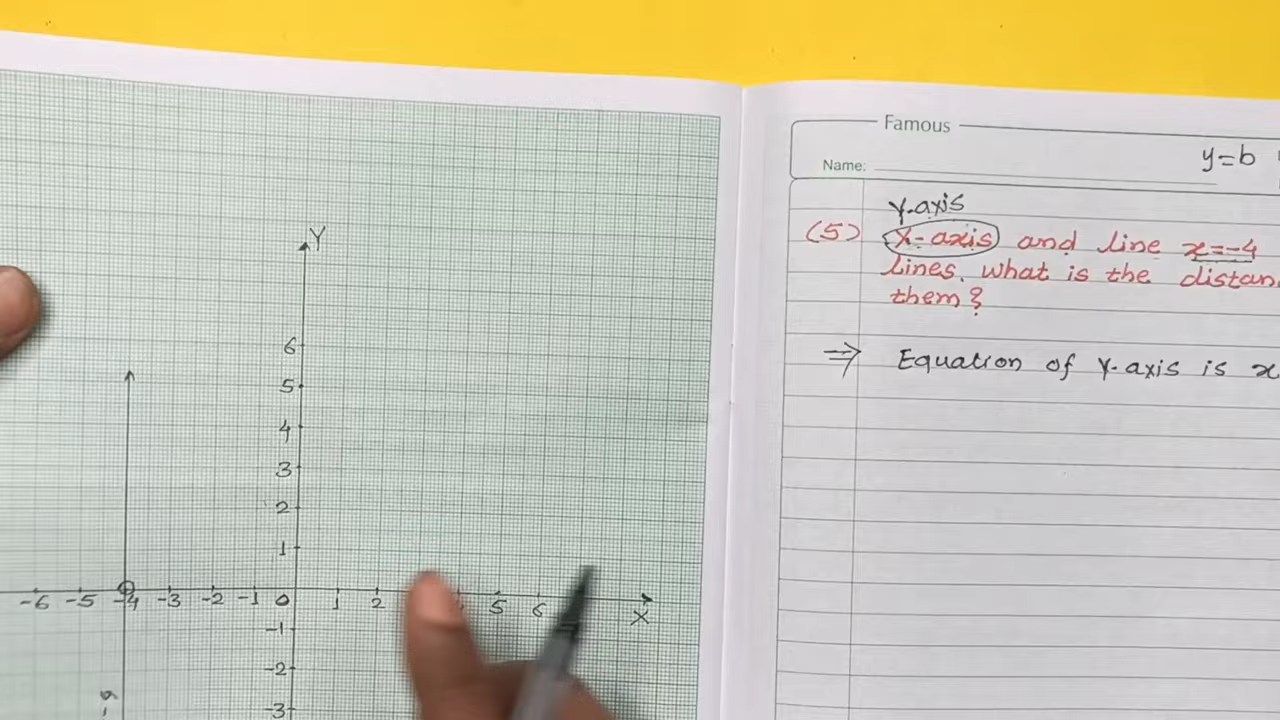 Famous
y=b
Name:
Y-axis
(5) X-axis and line x=-4
lines. what is the distan
them?
⇒ Equation of Y-axis is x
Y
6
5
4
3
2
1
-6 -5 -4 -3 -2 -1 0 1 2 5 6 X
-1
-2
-3